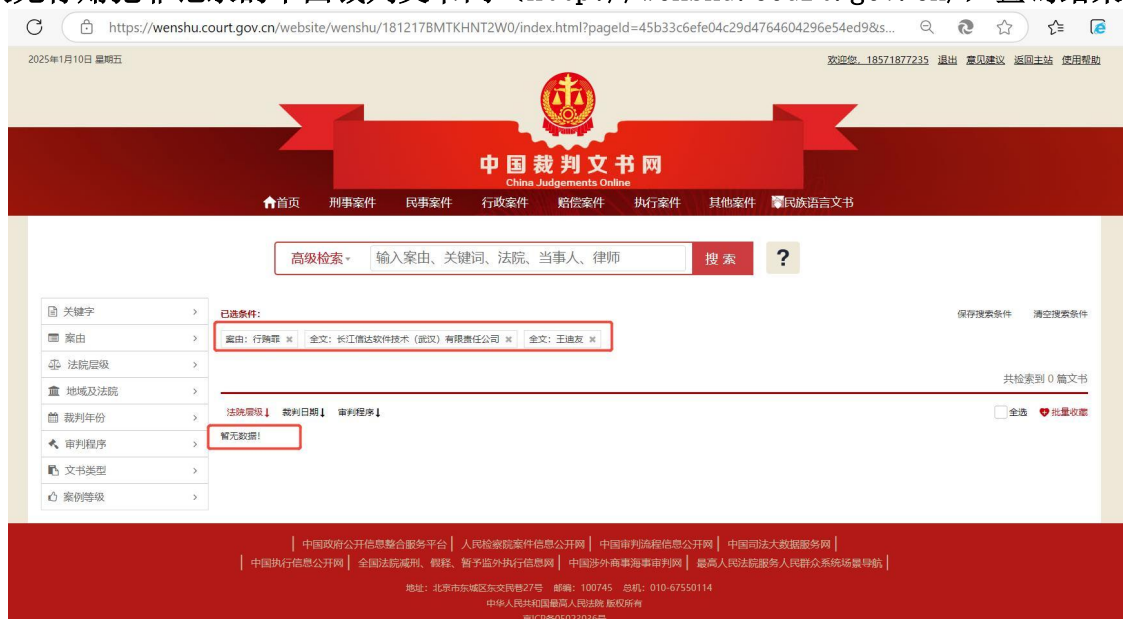 https://wenshu.court.gov.cn/website/wenshu/181217BMTKHNT2W0/index.html?pageId=45b33c6efe04c29d4764604296e54ed9&s...
2025年1月10日 星期五
欢迎您, 18571877235 退出 意见建议 返回主站 使用帮助
中国裁判文书网
China Judgements Online
首页 刑事案件 民事案件 行政案件 赔偿案件 执行案件 其他案件 民族语言文书
高级检索 输入案由、关键词、法院、当事人、律师 搜索 ?
关键字
已选条件:
保存搜索条件 清空搜索条件
案由
案由: 行贿罪 × 全文: 长江信达软件技术(武汉)有限责任公司 × 全文: 王迪友 ×
法院层级
共检索到 0 篇文书
地域及法院
裁判年份
法院层级↓ 裁判日期↓ 审判程序↓
全选 批量收藏
审判程序
暂无数据!
文书类型
案例等级
| 中国政府公开信息整合服务平台 | 人民检察院案件信息公开网 | 中国审判流程信息公开网 | 中国司法大数据服务网 |
| 中国执行信息公开网 | 全国法院减刑、假释、暂予监外执行信息网 | 中国涉外商事海事审判网 | 最高人民法院服务人民群众系统场景导航 |
地址: 北京市东城区东交民巷27号 邮编: 100745 总机: 010-67550114
中华人民共和国最高人民法院 版权所有